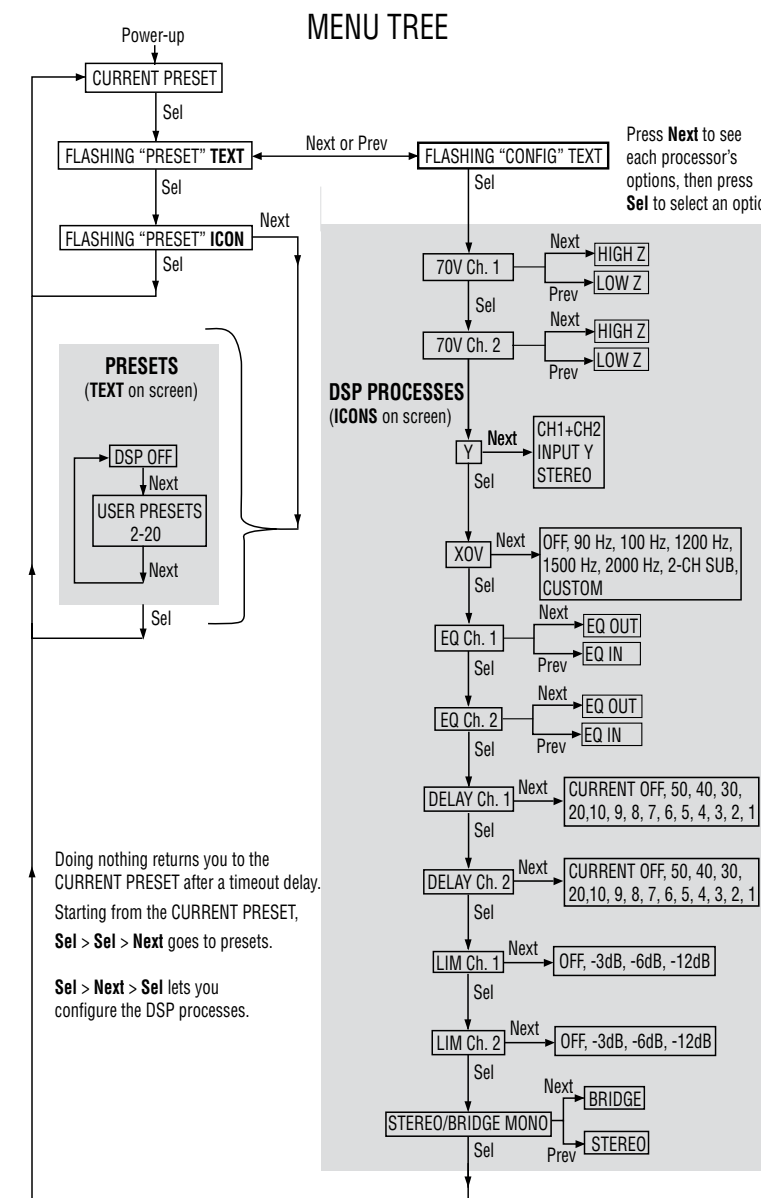 MENU TREE
Power-up
CURRENT PRESET
Sel
FLASHING “PRESET” TEXT
Next or Prev
FLASHING “CONFIG” TEXT
Press Next to see
each processor's
options, then press
Sel to select an optio
Sel
FLASHING “PRESET” ICON
Next
Sel
PRESETS
(TEXT on screen)
DSP OFF
Next
USER PRESETS
2-20
Next
Sel
Sel
DSP PROCESSES
(ICONS on screen)
70V Ch. 1
Next
HIGH Z
Prev
LOW Z
Sel
70V Ch. 2
Next
HIGH Z
Prev
LOW Z
Y
Next
CH1+CH2
INPUT Y
STEREO
Sel
XOV
Next
OFF, 90 Hz, 100 Hz, 1200 Hz,
1500 Hz, 2000 Hz, 2-CH SUB,
CUSTOM
Sel
EQ Ch. 1
Next
EQ OUT
Prev
EQ IN
Sel
EQ Ch. 2
Next
EQ OUT
Prev
EQ IN
Sel
DELAY Ch. 1
Next
CURRENT OFF, 50, 40, 30,
20,10, 9, 8, 7, 6, 5, 4, 3, 2, 1
Sel
DELAY Ch. 2
Next
CURRENT OFF, 50, 40, 30,
20,10, 9, 8, 7, 6, 5, 4, 3, 2, 1
Sel
LIM Ch. 1
Next
OFF, -3dB, -6dB, -12dB
Sel
LIM Ch. 2
Next
OFF, -3dB, -6dB, -12dB
Sel
STEREO/BRIDGE MONO
Next
BRIDGE
Prev
STEREO
Sel
Doing nothing returns you to the
CURRENT PRESET after a timeout delay.
Starting from the CURRENT PRESET,
Sel > Sel > Next goes to presets.
Sel > Next > Sel lets you
configure the DSP processes.